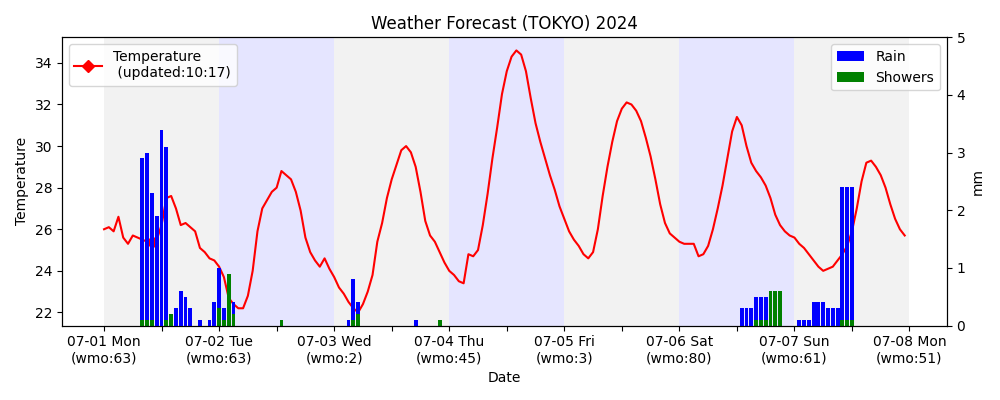 Weather Forecast (TOKYO) 2024
Temperature
(updated:10:17)
Rain
Showers
34
32
30
28
26
24
22
Temperature
5
4
3
2
1
0
mm
07-01 Mon
(wmo:63)
07-02 Tue
(wmo:63)
07-03 Wed
(wmo:2)
07-04 Thu
(wmo:45)
07-05 Fri
(wmo:3)
07-06 Sat
(wmo:80)
07-07 Sun
(wmo:61)
07-08 Mon
(wmo:51)
Date